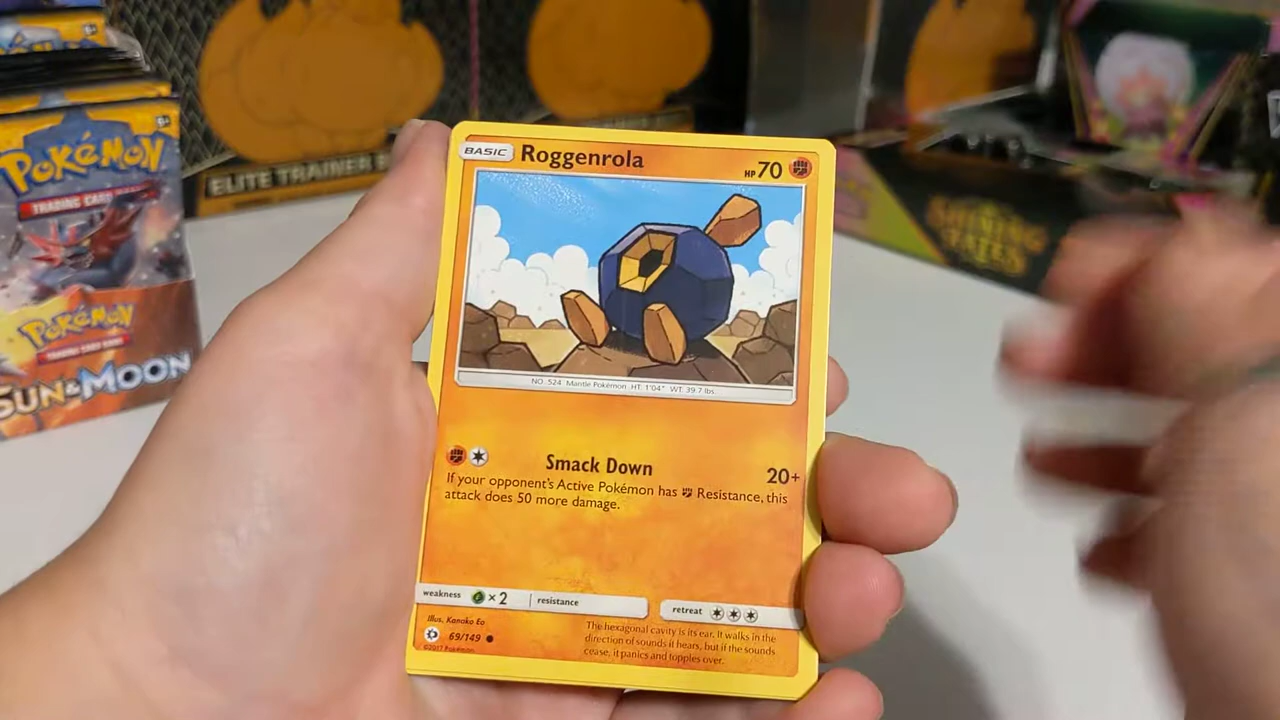 POKéMON
TRADING CARD
POKéMON
TRADING CARD GAME
SUN & MOON
ELITE TRAINER B
SHINING
FATES
BASIC Roggenrola HP 70
NO. 524 Mantle Pokémon HT: 1'04" WT: 39.7 lbs.
Smack Down 20+
If your opponent's Active Pokémon has Resistance, this
attack does 50 more damage.
weakness ×2 resistance retreat
Illus. Kanako Eo
69/149
©2017 Pokémon
The hexagonal cavity is its ear. It walks in the
direction of sounds it hears, but if the sounds
cease, it panics and topples over.